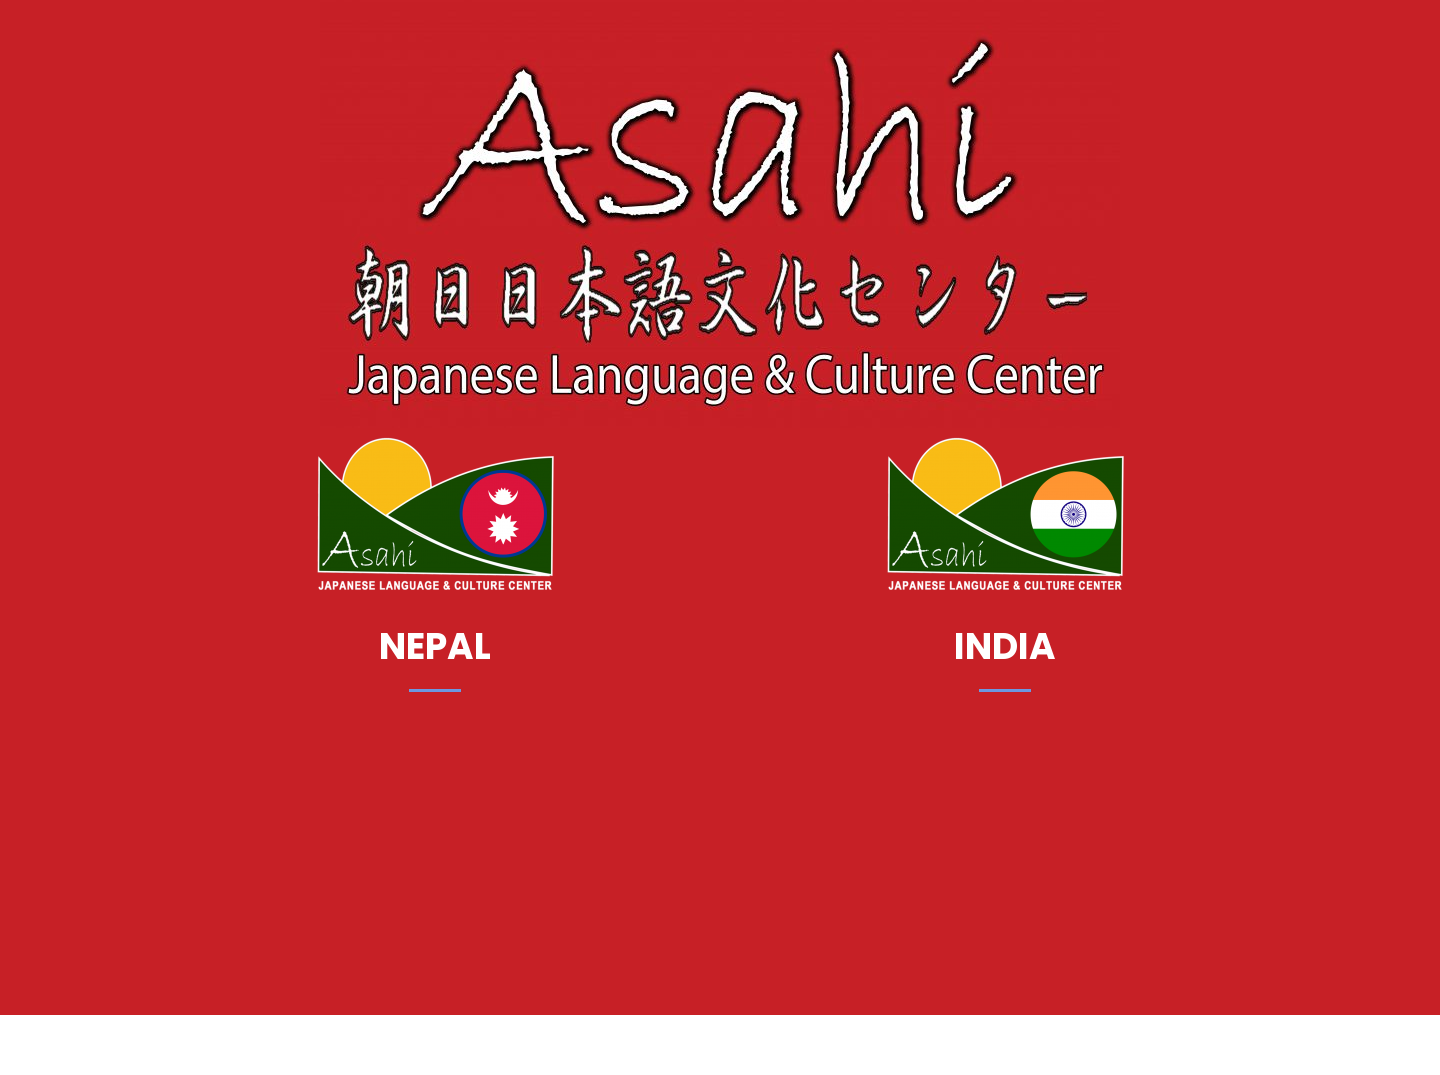 Asahi
朝日日本語文化センター
Japanese Language & Culture Center
Asahi
JAPANESE LANGUAGE & CULTURE CENTER
NEPAL
Asahi
JAPANESE LANGUAGE & CULTURE CENTER
INDIA